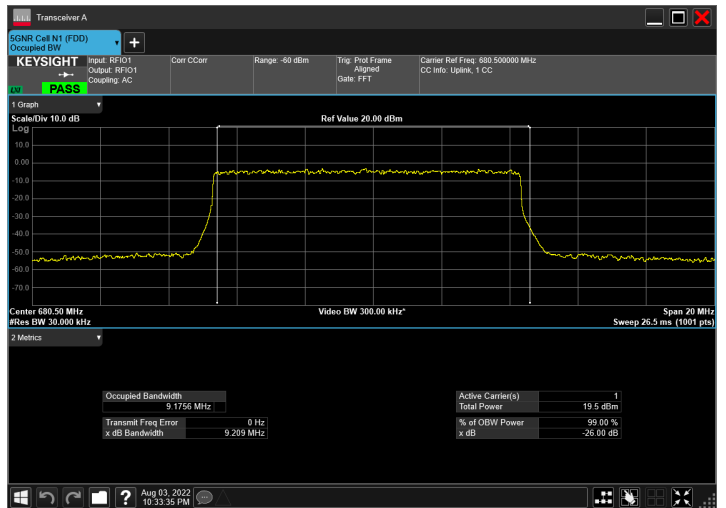 Transceiver A
5GNR Cell N1 (FDD)
Occupied BW
KEYSIGHT
LXI
PASS
Input: RFIO1
Output: RFIO1
Coupling: AC
Corr CCorr
Range: -60 dBm
Trig: Prot Frame
Aligned
Gate: FFT
Carrier Ref Freq: 680.500000 MHz
CC Info: Uplink, 1 CC
1 Graph
Scale/Div 10.0 dB
Ref Value 20.00 dBm
Log
10.0
0.00
-10.0
-20.0
-30.0
-40.0
-50.0
-60.0
-70.0
Center 680.50 MHz
Video BW 300.00 kHz*
Span 20 MHz
#Res BW 30.000 kHz
Sweep 26.5 ms (1001 pts)
2 Metrics
Occupied Bandwidth
9.1756 MHz
Transmit Freq Error 0 Hz
x dB Bandwidth 9.209 MHz
Active Carrier(s) 1
Total Power 19.5 dBm
% of OBW Power 99.00 %
x dB -26.00 dB
?
Aug 03, 2022
10:33:35 PM